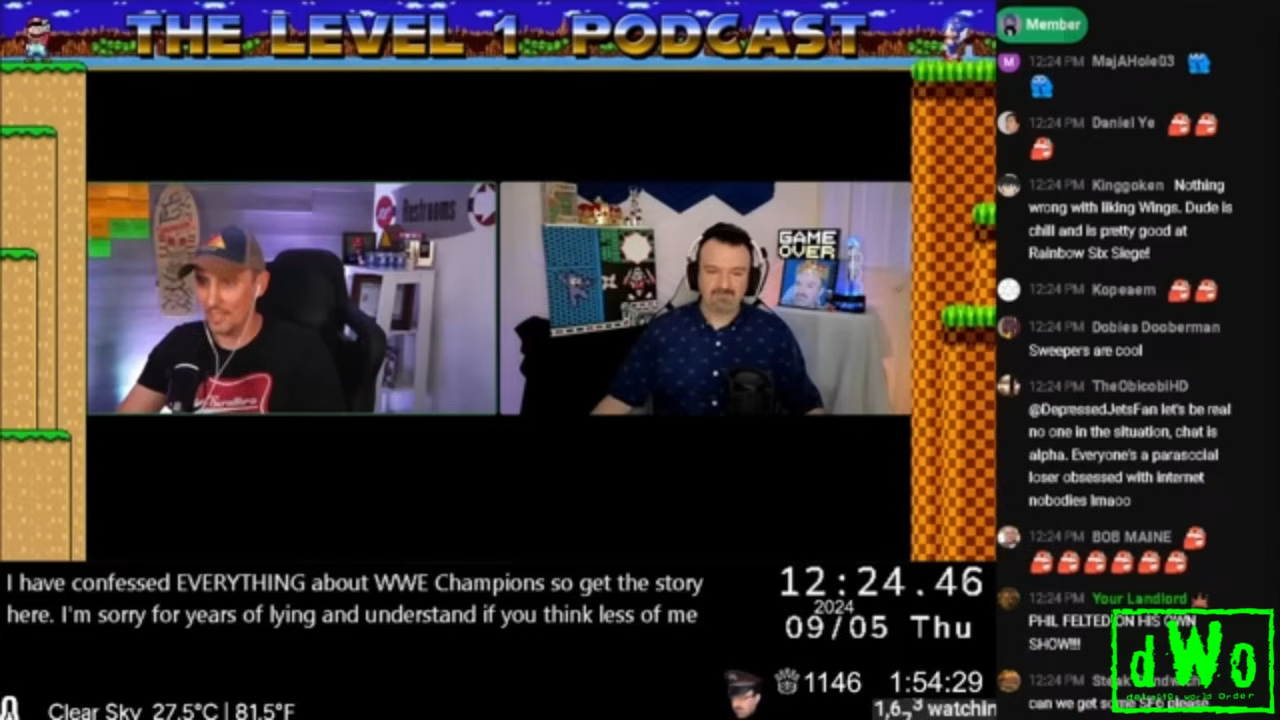 THE LEVEL 1 PODCAST
Restrooms
GAME
OVER
I have confessed EVERYTHING about WWE Champions so get the story
here. I'm sorry for years of lying and understand if you think less of me
12:24.46
2024
09/05 Thu
1146 1:54:29
watchin
Clear Sky 27.5°C | 81.5°F
Member
12:24 PM MajAHole03
12:24 PM Daniel Ye
12:24 PM Kinggoken Nothing
wrong with liking Wings. Dude is
chill and is pretty good at
Rainbow Six Siege!
12:24 PM Kopeaem
12:24 PM Dobies Dooberman
Sweepers are cool
12:24 PM TheObicobiHD
@DepressedJetsFan let's be real
no one in the situation, chat is
alpha. Everyone's a parasocial
loser obsessed with internet
nobodies lmaoo
12:24 PM BOB MAINE
12:24 PM Your Landlord
PHIL FELTED ON HIS OWN
SHOW!!!
12:24 PM
can we get some SF6 please
dWo
world order